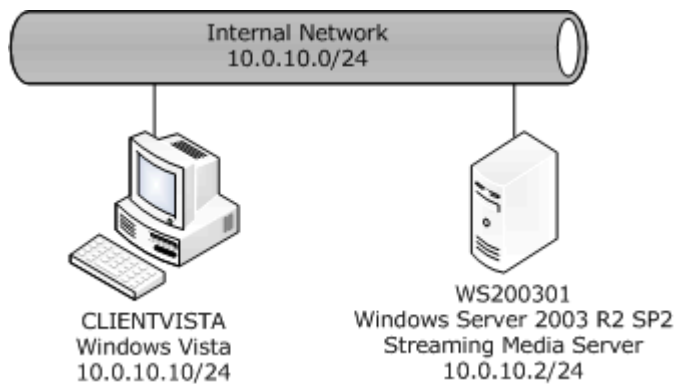 Internal Network
10.0.10.0/24
CLIENTVISTA
Windows Vista
10.0.10.10/24
WS200301
Windows Server 2003 R2 SP2
Streaming Media Server
10.0.10.2/24